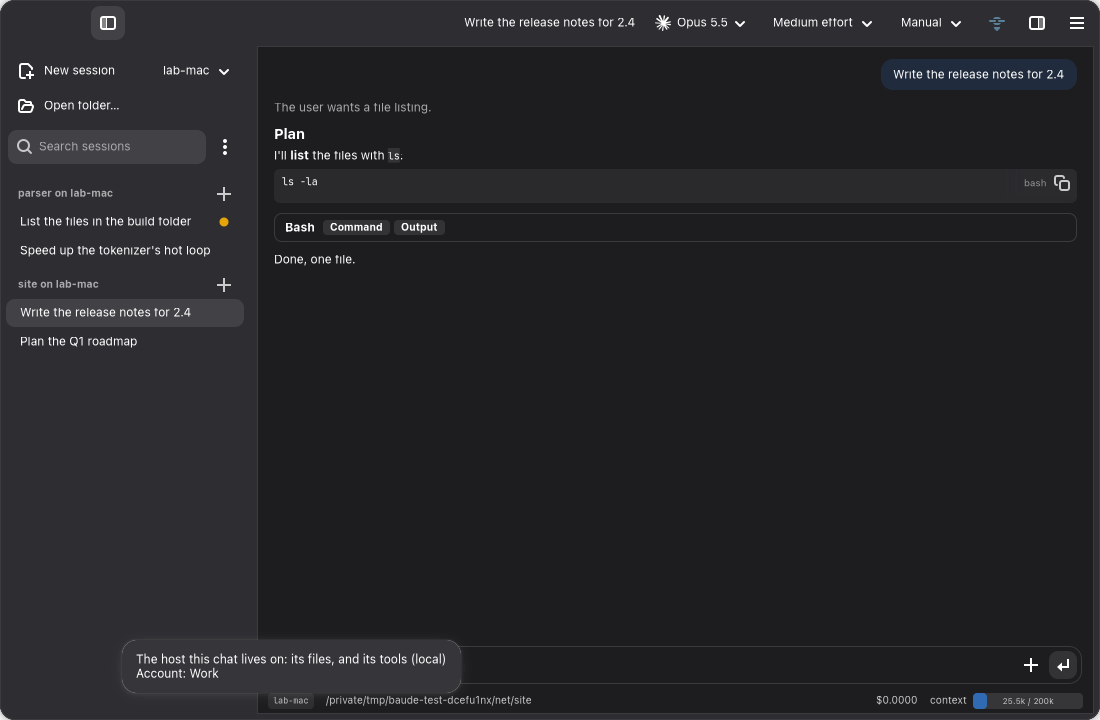 Write the release notes for 2.4
Opus 5.5
Medium effort
Manual
New session
lab-mac
Open folder...
Search sessions
parser on lab-mac
List the files in the build folder
Speed up the tokenizer's hot loop
site on lab-mac
Write the release notes for 2.4
Plan the Q1 roadmap
Write the release notes for 2.4
The user wants a file listing.
Plan
I'll list the files with ls.
ls -la
bash
Bash Command Output
Done, one file.
The host this chat lives on: its files, and its tools (local)
Account: Work
lab-mac
/private/tmp/baude-test-dcefu1nx/net/site
$0.0000
context
25.5k / 200k